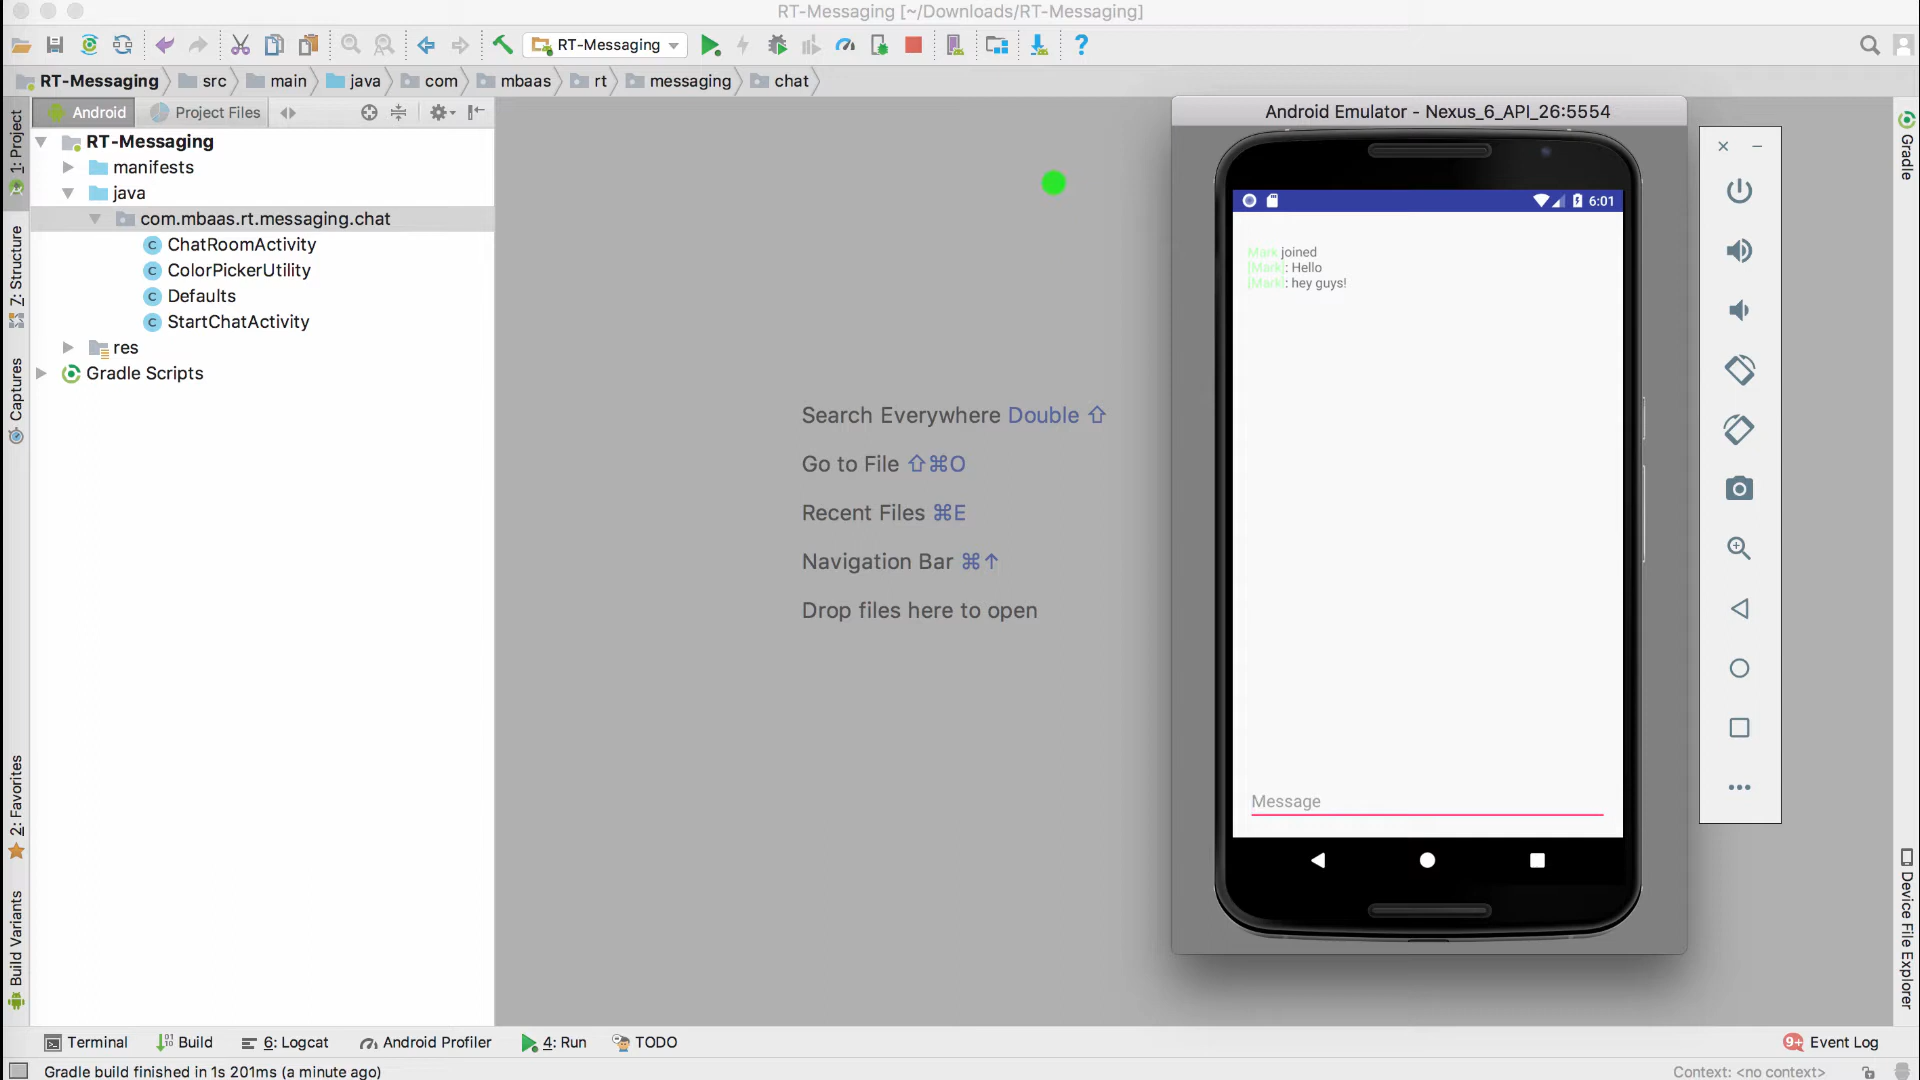 RT-Messaging [~/Downloads/RT-Messaging]
RT-Messaging
RT-Messaging src main java com mbaas rt messaging chat
Android Project Files
1: Project
7: Structure
Captures
2: Favorites
Build Variants
RT-Messaging
manifests
java
com.mbaas.rt.messaging.chat
C ChatRoomActivity
C ColorPickerUtility
C Defaults
C StartChatActivity
res
Gradle Scripts
Search Everywhere Double ⇧
Go to File ⇧⌘O
Recent Files ⌘E
Navigation Bar ⌘↑
Drop files here to open
Android Emulator - Nexus_6_API_26:5554
6:01
Mark joined
[Mark]: Hello
[Mark]: hey guys!
Message
Gradle
Device File Explorer
Terminal Build 6: Logcat Android Profiler 4: Run TODO 9+ Event Log
Gradle build finished in 1s 201ms (a minute ago) Context: <no context>